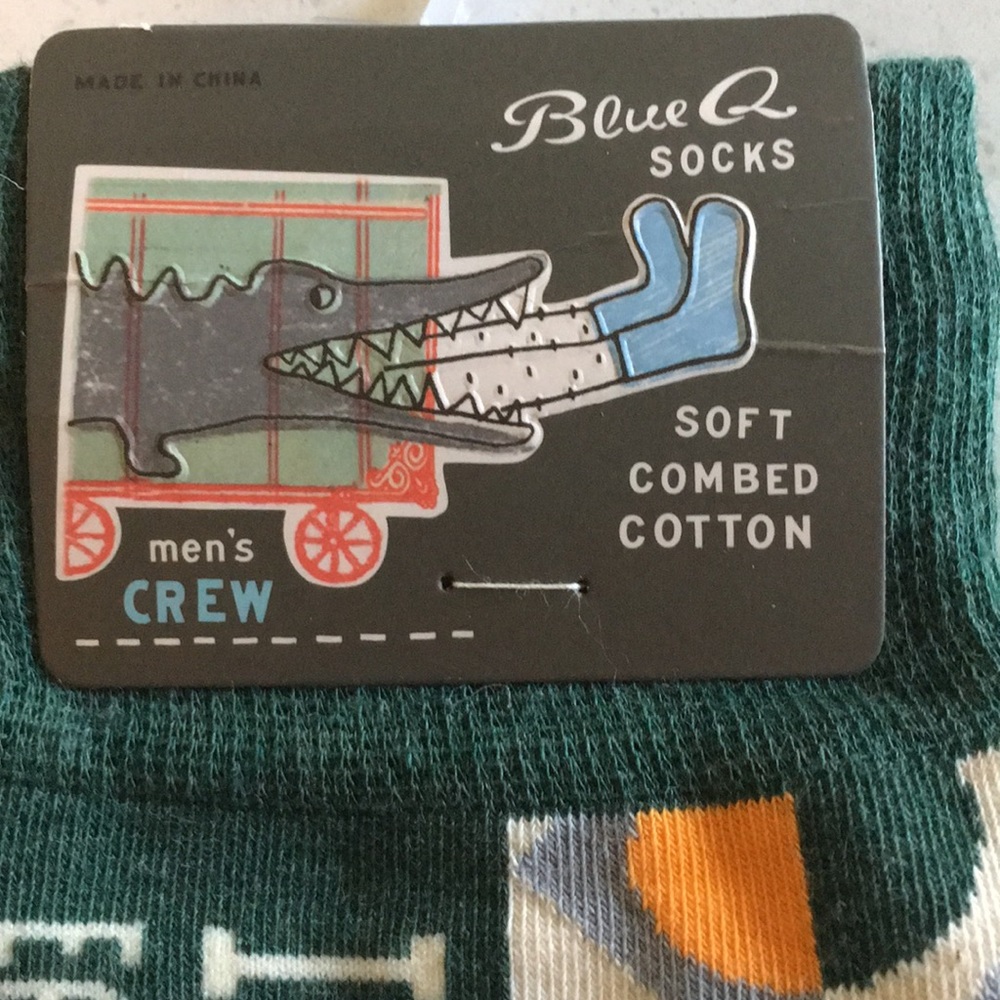 MADE IN CHINA
Blue Q
SOCKS
SOFT
COMBED
COTTON
men's
CREW